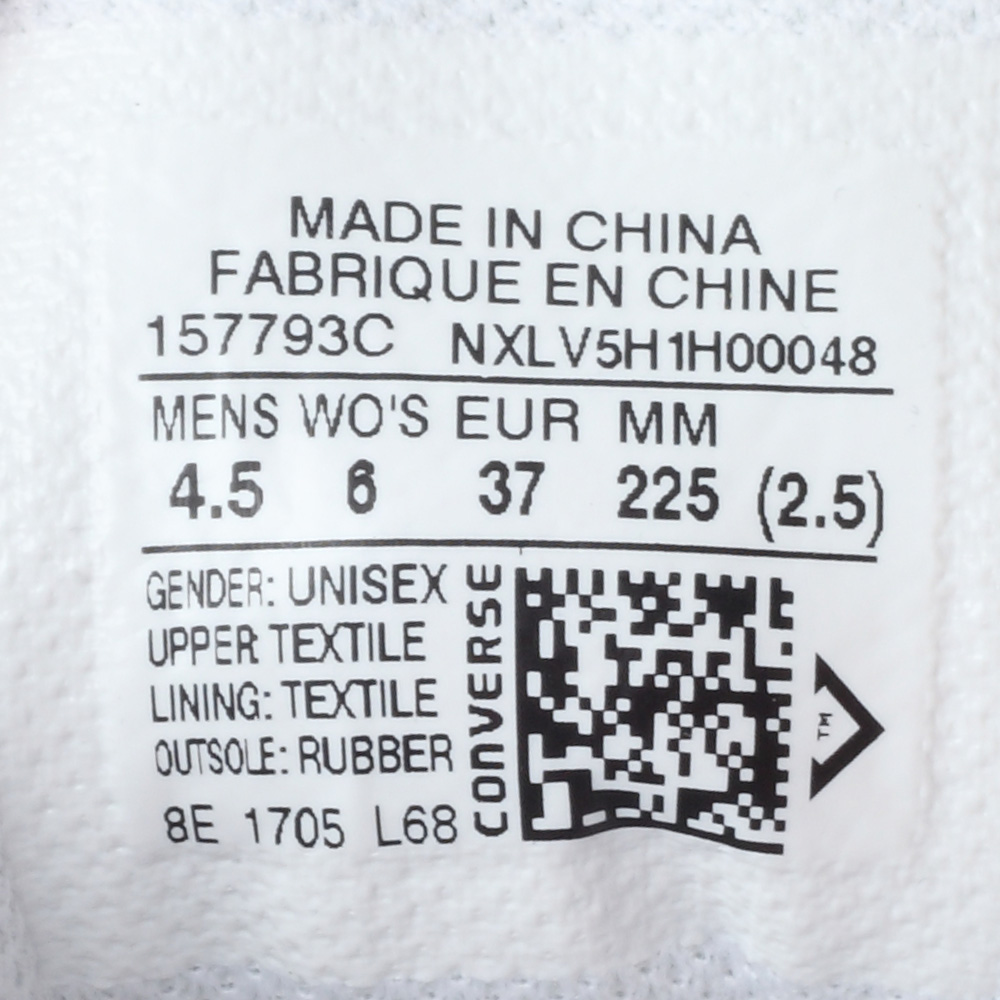 MADE IN CHINA
FABRIQUE EN CHINE
157793C NXLV5H1H00048
MENS WO'S EUR MM
4.5 6 37 225 (2.5)
GENDER: UNISEX
UPPER: TEXTILE
LINING: TEXTILE
OUTSOLE: RUBBER
8E 1705 L68
CONVERSE
TM